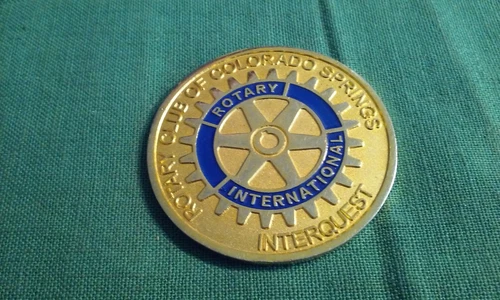 ROTARY CLUB OF COLORADO SPRINGS
INTERQUEST
ROTARY
INTERNATIONAL